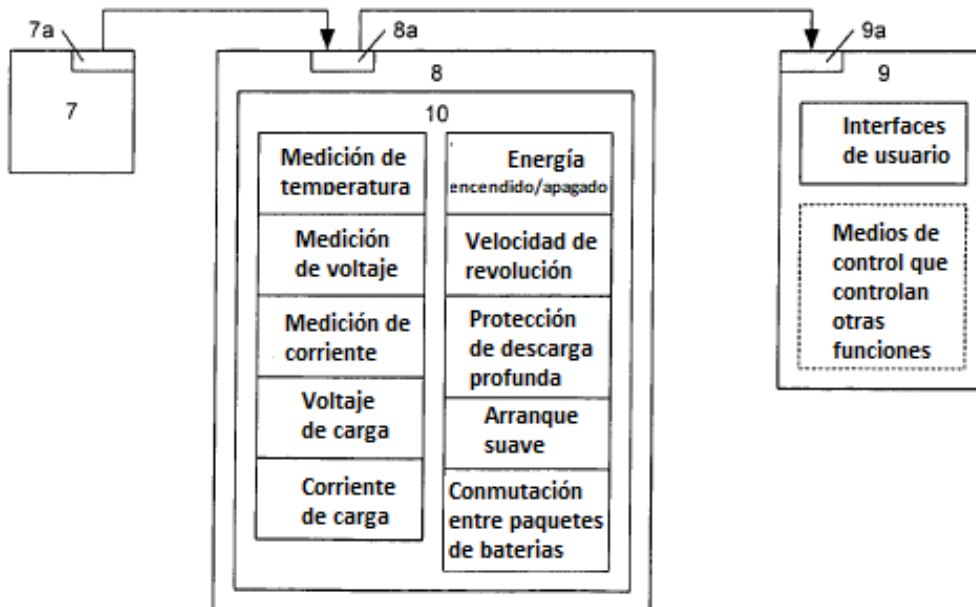 7a
8a
9a
7
8
9
10
Medición de
temperatura
Medición
de voltaje
Medición de
corriente
Voltaje
de carga
Corriente
de carga
Energía
encendido/apagado
Velocidad de
revolución
Protección
de descarga
profunda
Arranque
suave
Conmutación
entre paquetes
de baterias
Interfaces
de usuario
Medios de
control que
controlan
otras
funciones